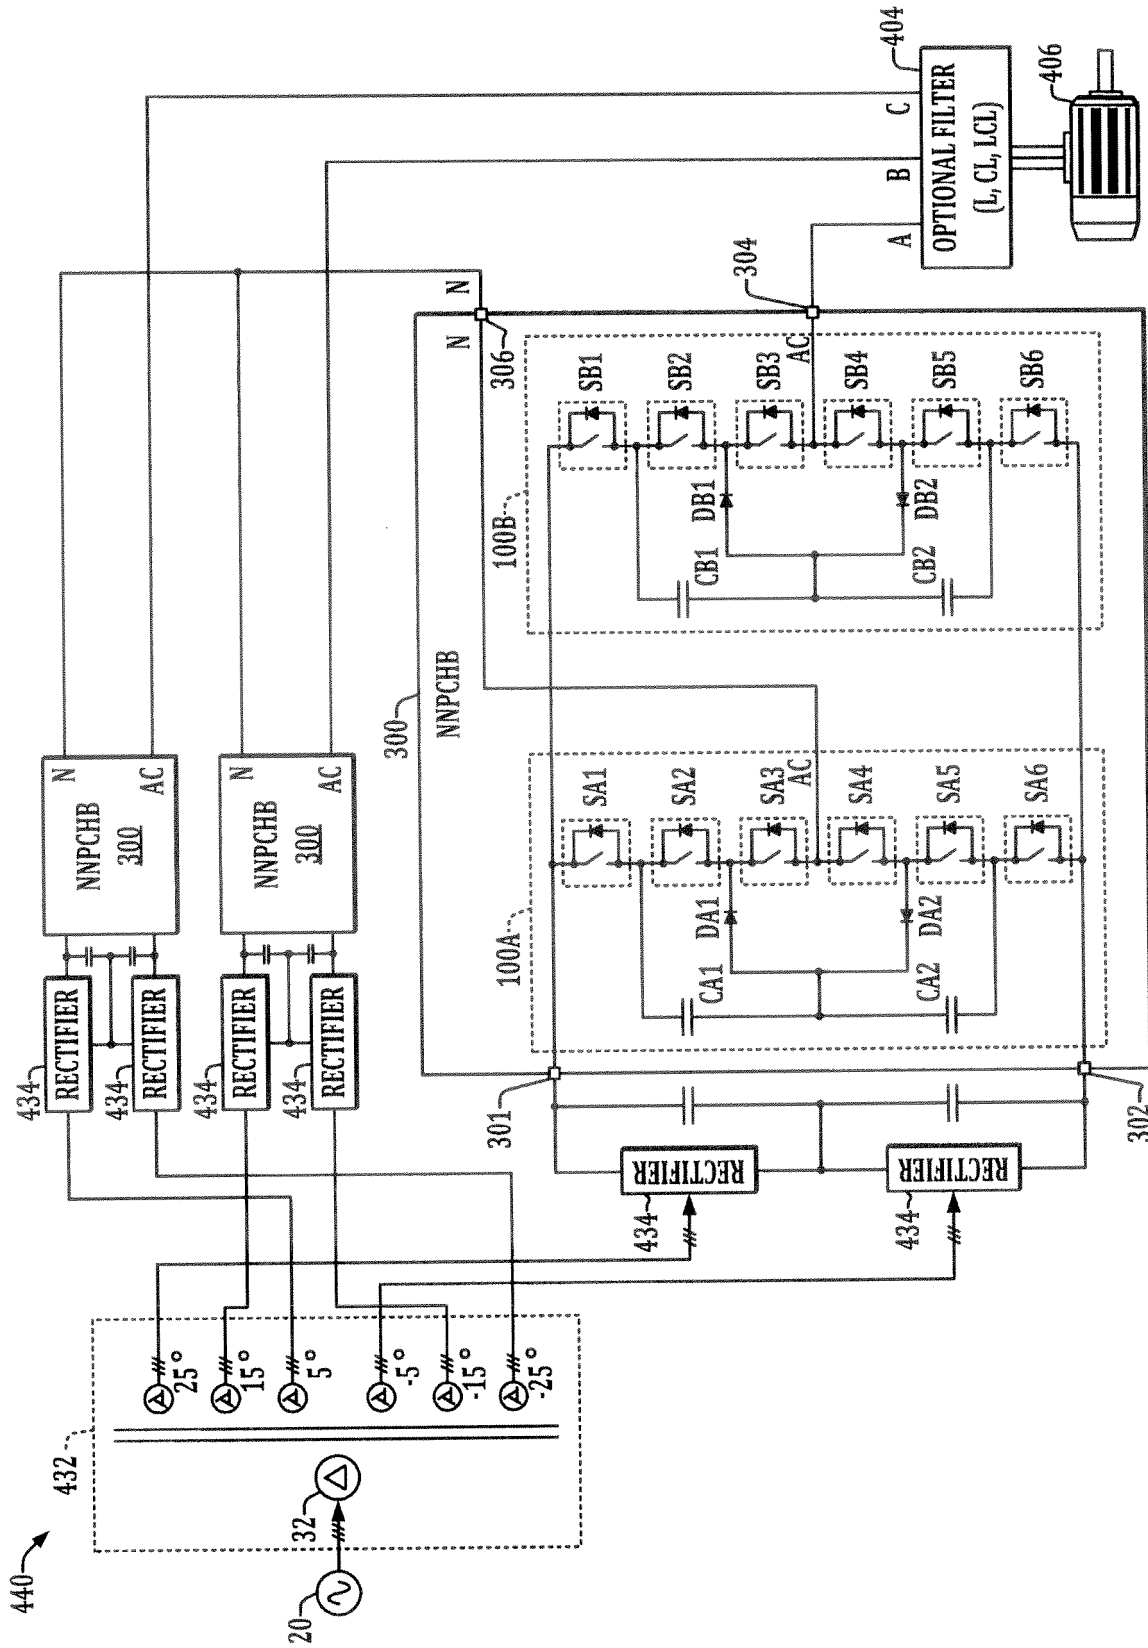 440
20
32
432
25°
15°
5°
-5°
-15°
-25°
434
RECTIFIER
434
RECTIFIER
434
RECTIFIER
434
RECTIFIER
NNPCHB
300
N
AC
NNPCHB
300
N
AC
434
RECTIFIER
434
RECTIFIER
301
302
300
NNPCHB
100A
CA1
CA2
DA1
DA2
SA1
SA2
SA3
AC
SA4
SA5
SA6
100B
CB1
CB2
DB1
DB2
SB1
SB2
SB3
AC
SB4
SB5
SB6
306
N
N
304
A
B
C
404
OPTIONAL FILTER
(L, CL, LCL)
406